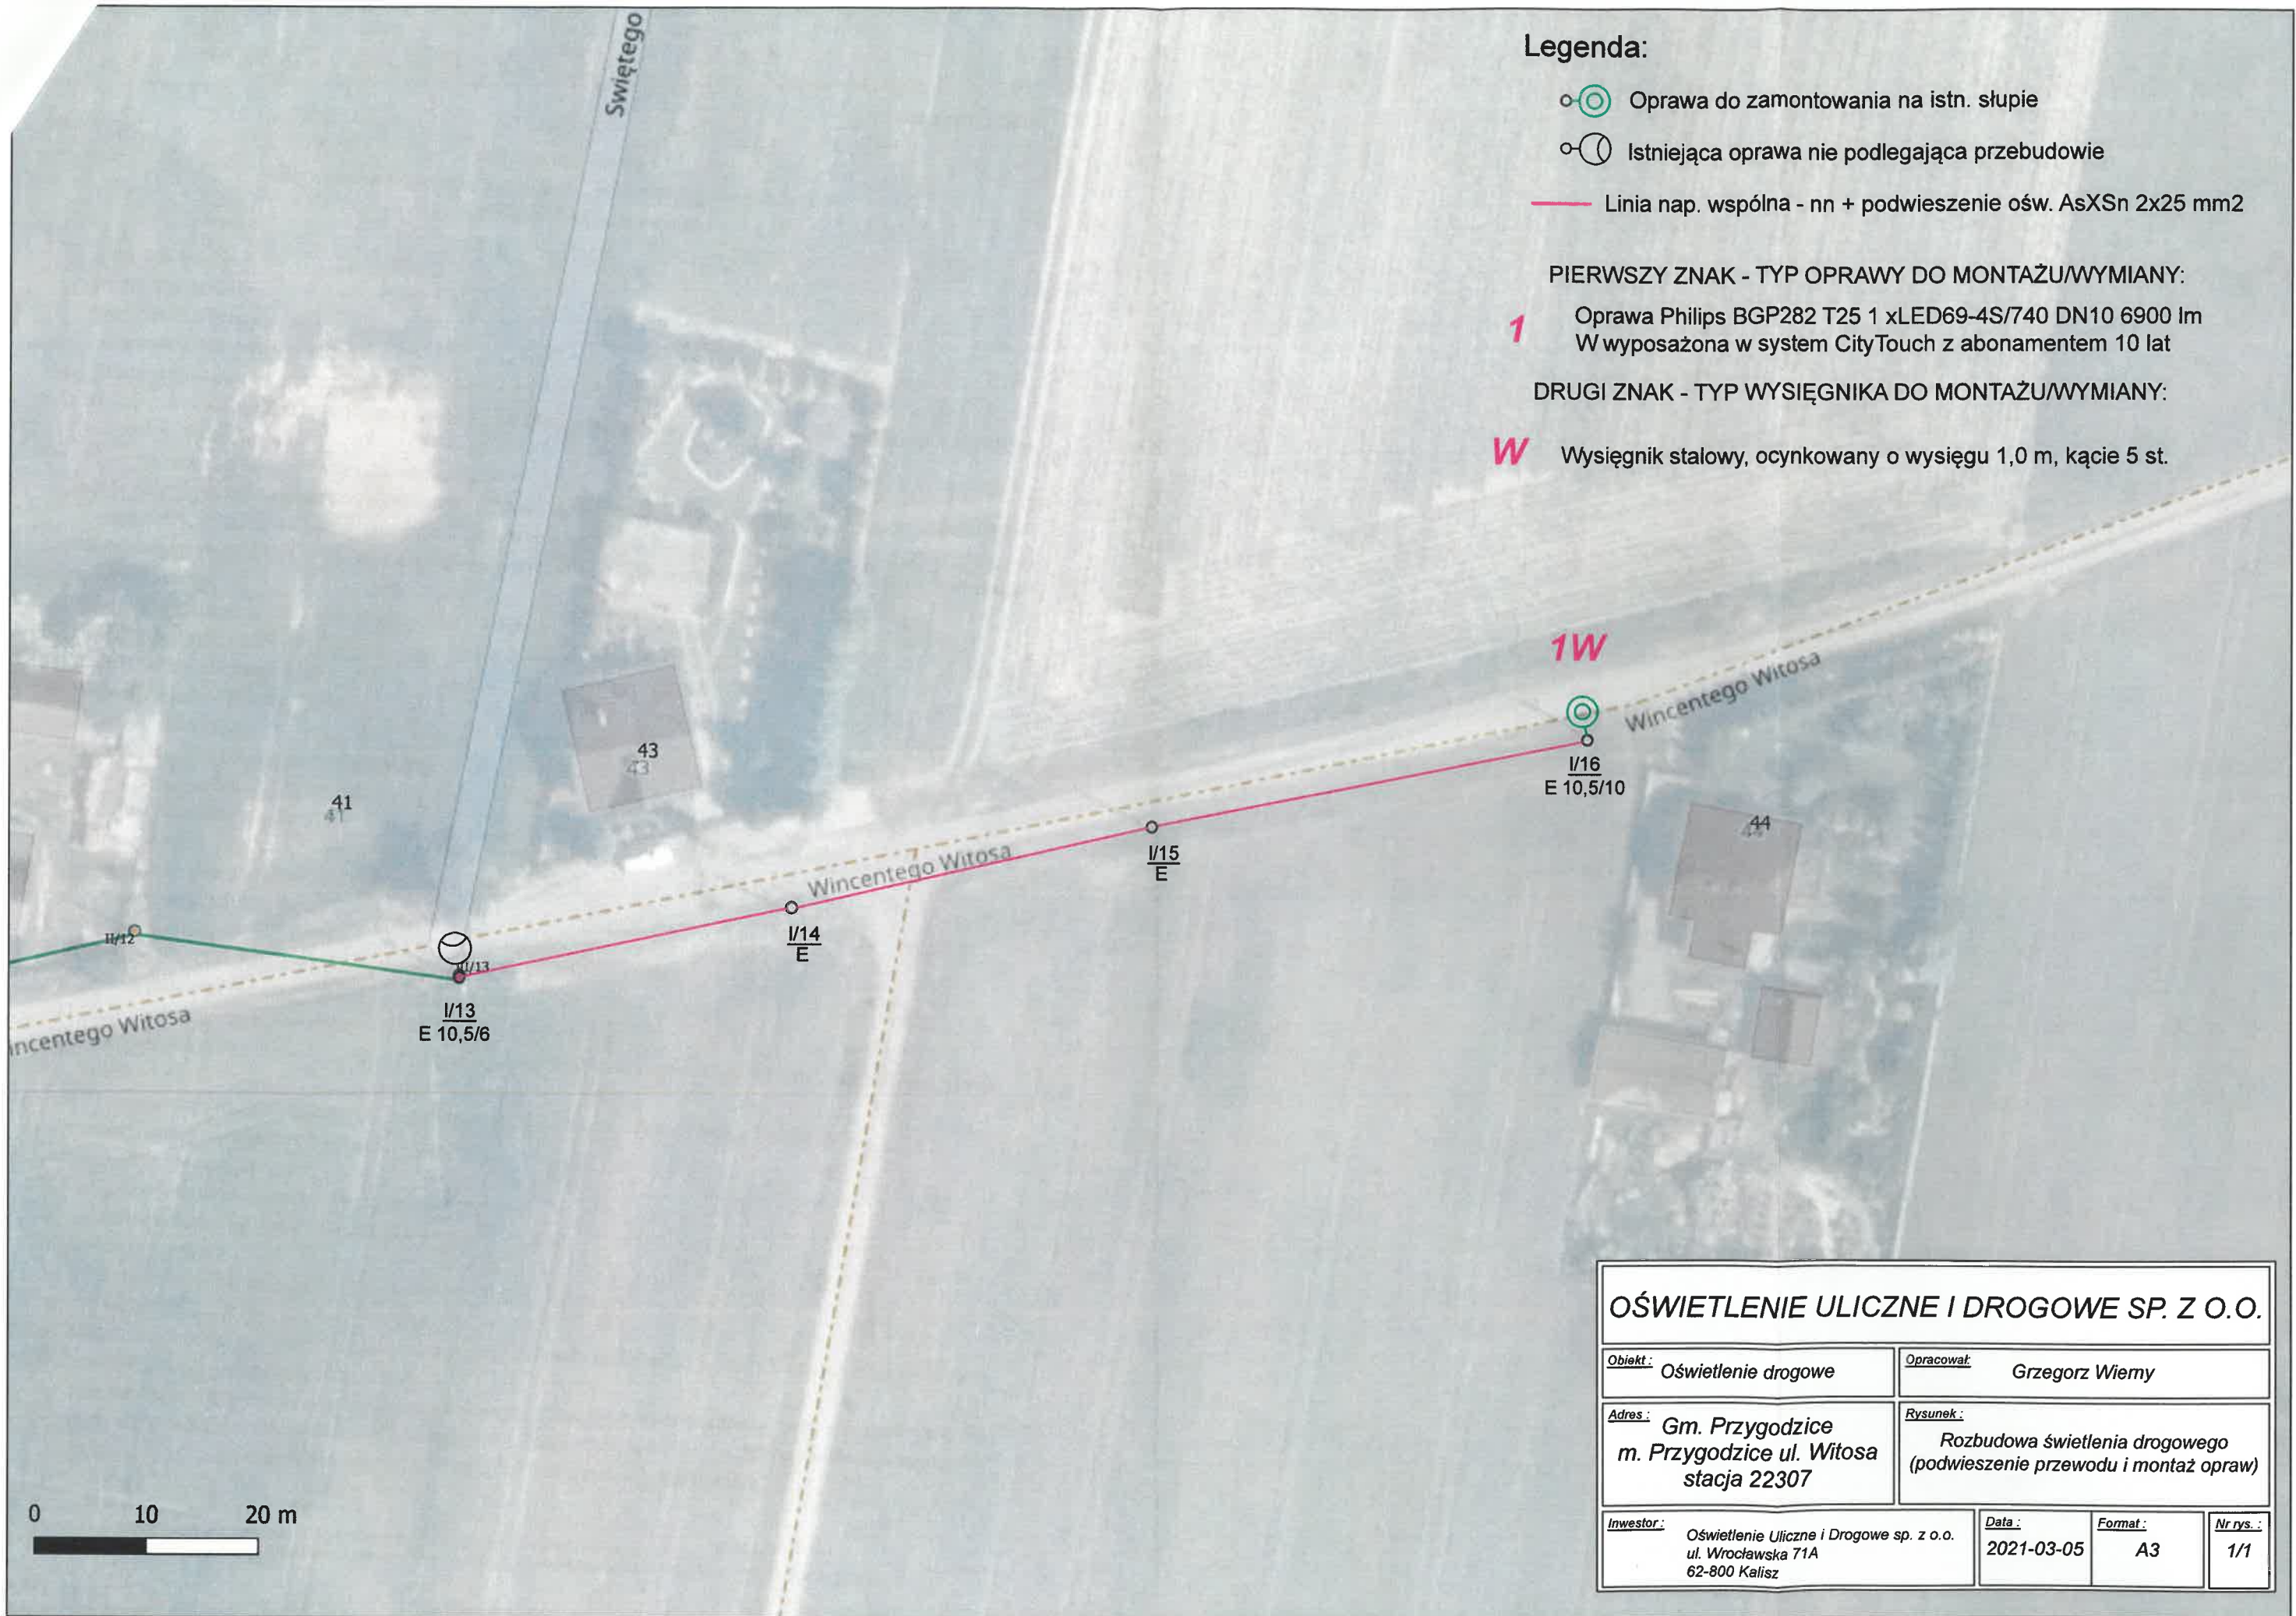 Świętego
Legenda:
Oprawa do zamontowania na istn. słupie
Istniejąca oprawa nie podlegająca przebudowie
Linia nap. wspólna - nn + podwieszenie ośw. AsXSn 2x25 mm2
PIERWSZY ZNAK - TYP OPRAWY DO MONTAŻU/WYMIANY:
1 Oprawa Philips BGP282 T25 1 xLED69-4S/740 DN10 6900 lm
W wyposażona w system CityTouch z abonamentem 10 lat
DRUGI ZNAK - TYP WYSIĘGNIKA DO MONTAŻU/WYMIANY:
W Wysięgnik stalowy, ocynkowany o wysięgu 1,0 m, kącie 5 st.
1W
Wincentego Witosa
I/16
E 10,5/10
43
43
41
41
44
I/15
E
Wincentego Witosa
I/14
E
II/12
III/13
I/13
E 10,5/6
incentego Witosa
0 10 20 m
OŚWIETLENIE ULICZNE I DROGOWE SP. Z O.O.
Obiekt : Oświetlenie drogowe
Opracował: Grzegorz Wierny
Adres : Gm. Przygodzice
m. Przygodzice ul. Witosa
stacja 22307
Rysunek :
Rozbudowa świetlenia drogowego
(podwieszenie przewodu i montaż opraw)
Inwestor : Oświetlenie Uliczne i Drogowe sp. z o.o.
ul. Wrocławska 71A
62-800 Kalisz
Data :
2021-03-05
Format :
A3
Nr rys. :
1/1